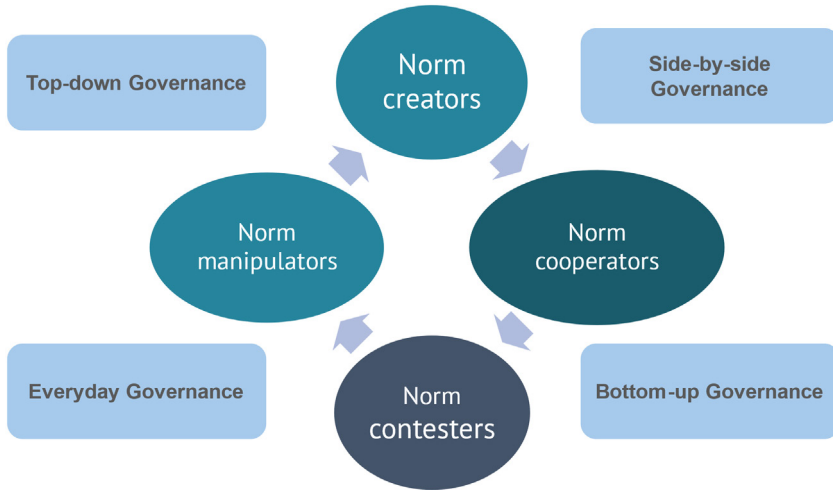 Top-down Governance
Norm
creators
Side-by-side
Governance
Norm
manipulators
Norm
cooperators
Everyday Governance
Norm
contesters
Bottom-up Governance